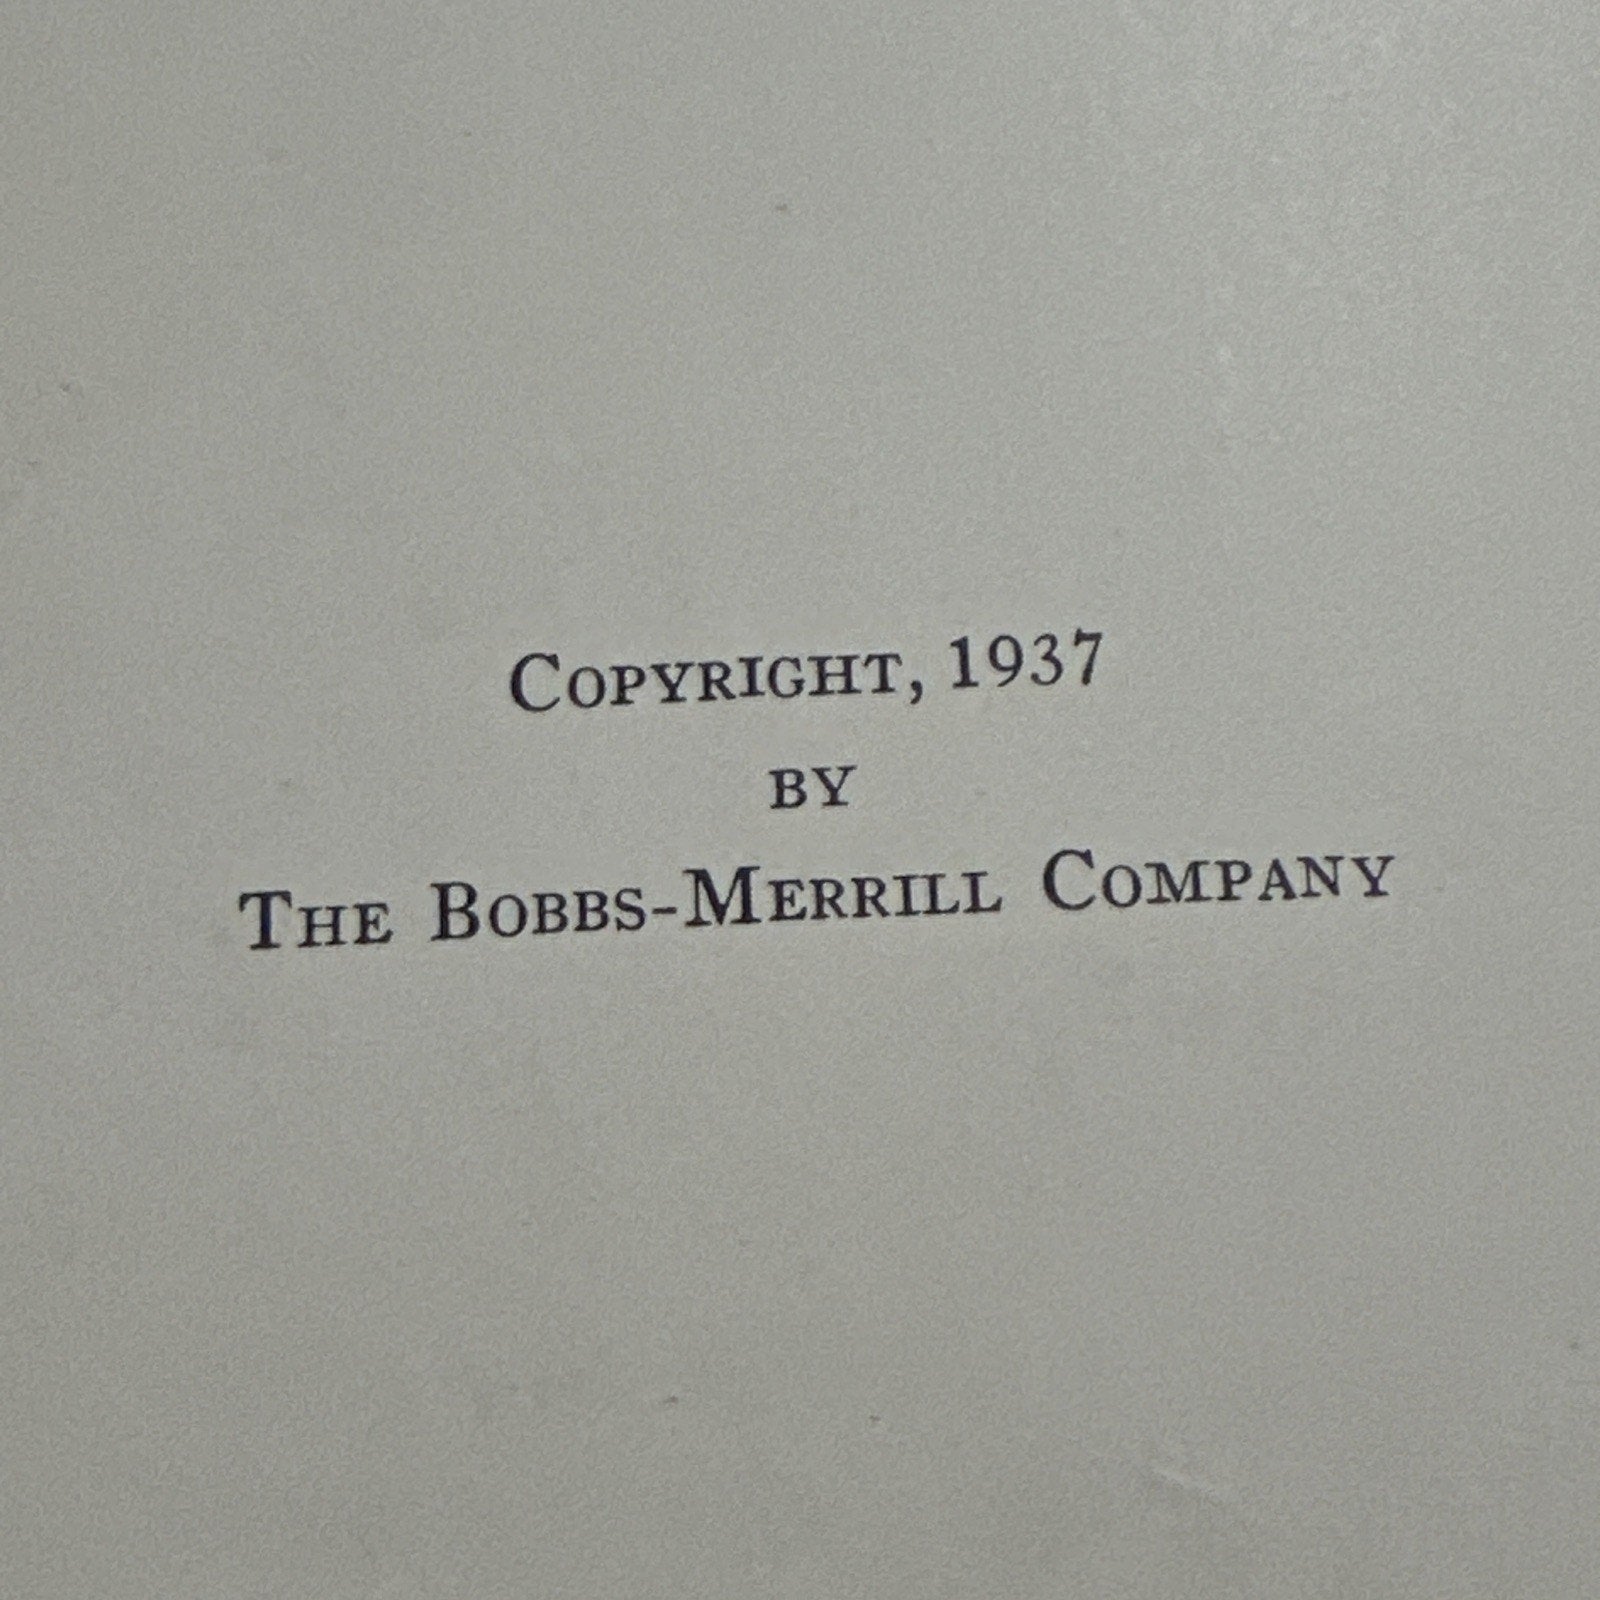 COPYRIGHT, 1937
BY
THE BOBBS-MERRILL COMPANY